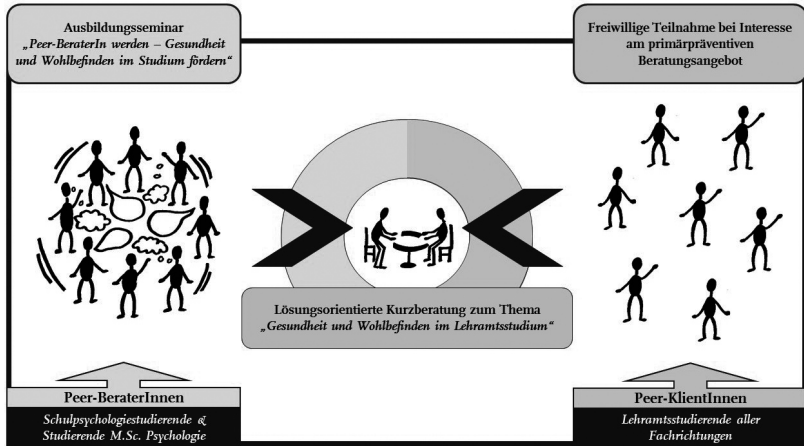 Ausbildungsseminar
„Peer-BeraterIn werden – Gesundheit
und Wohlbefinden im Studium fördern“
Freiwillige Teilnahme bei Interesse
am primärpräventiven
Beratungsangebot
Lösungsorientierte Kurzberatung zum Thema
„Gesundheit und Wohlbefinden im Lehramtsstudium“
Peer-BeraterInnen
Schulpsychologiestudierende &
Studierende M.Sc. Psychologie
Peer-KlientInnen
Lehramtsstudierende aller
Fachrichtungen